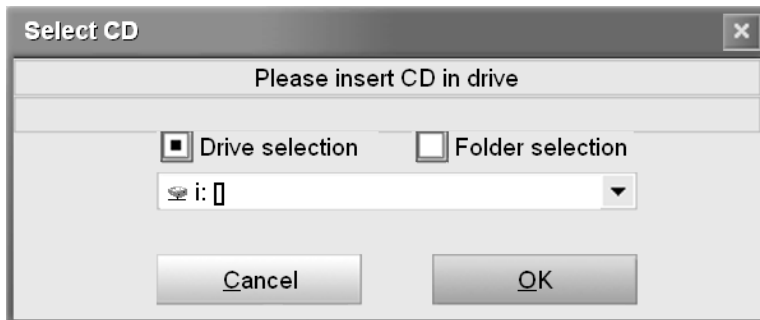 Select CD
Please insert CD in drive
Drive selection Folder selection
i: []
Cancel OK